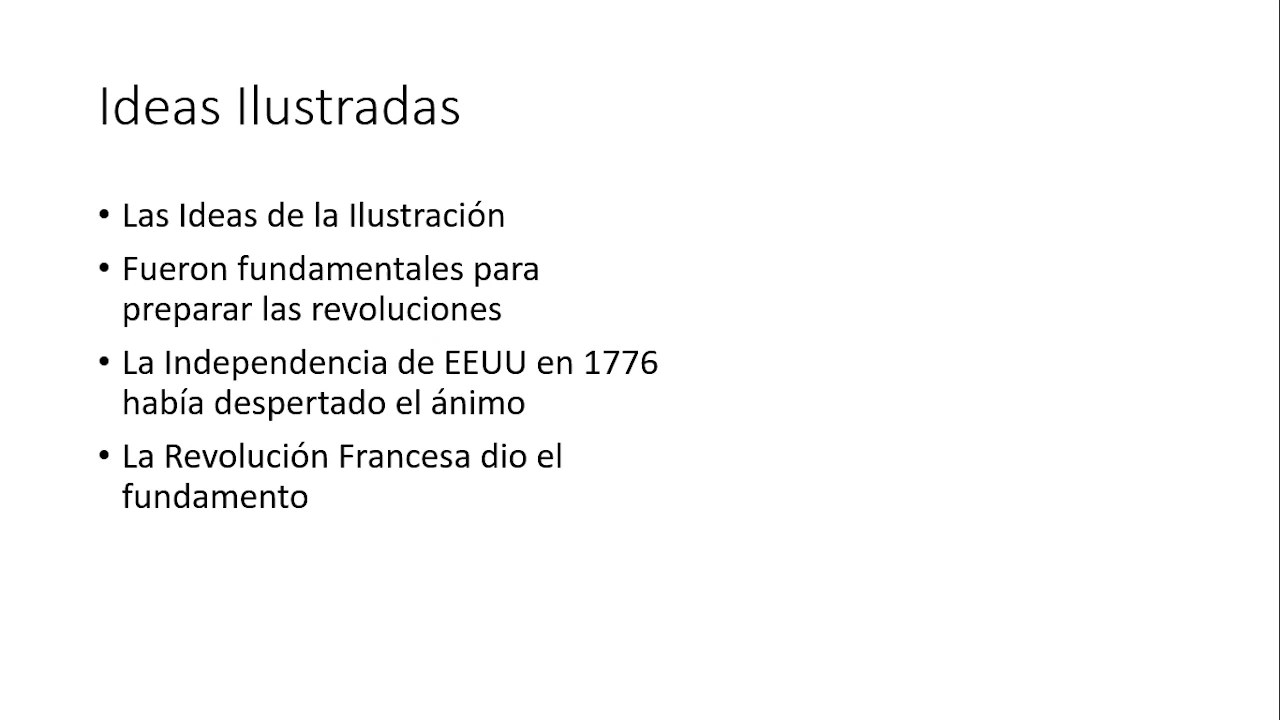 Ideas Ilustradas
• Las Ideas de la Ilustración
• Fueron fundamentales para
preparar las revoluciones
• La Independencia de EEUU en 1776
había despertado el ánimo
• La Revolución Francesa dio el
fundamento